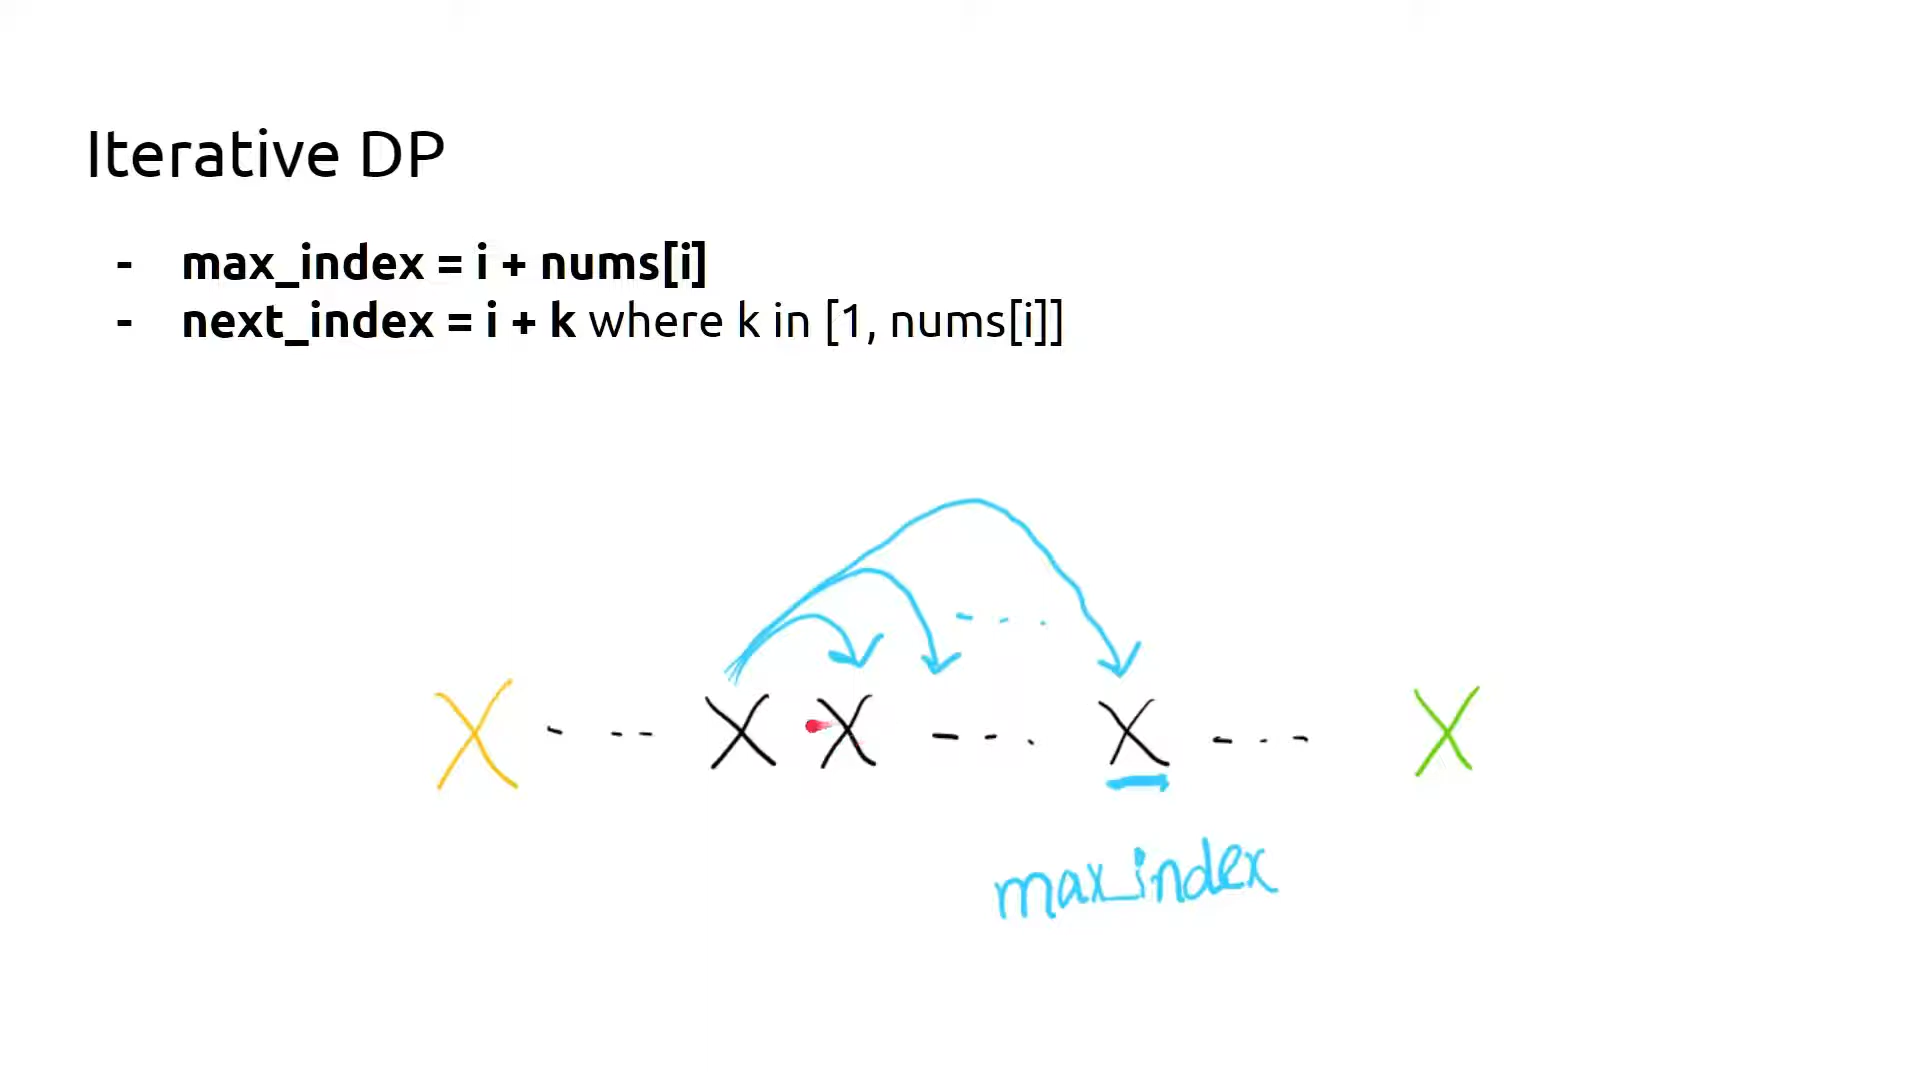 Iterative DP
- max_index = i + nums[i]
- next_index = i + k where k in [1, nums[i]]
X - -- X X - - . X - - - X
max_index